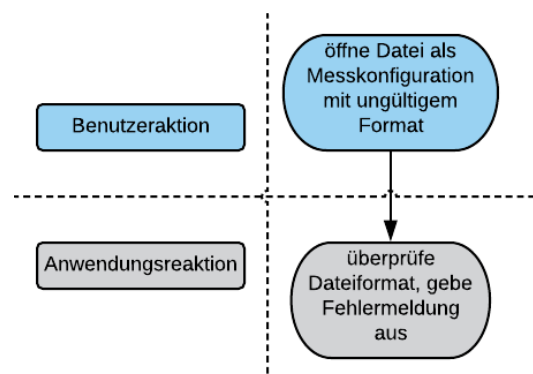 Benutzeraktion
öffne Datei als
Messkonfiguration
mit ungültigem
Format
Anwendungsreaktion
überprüfe
Dateiformat, gebe
Fehlermeldung
aus